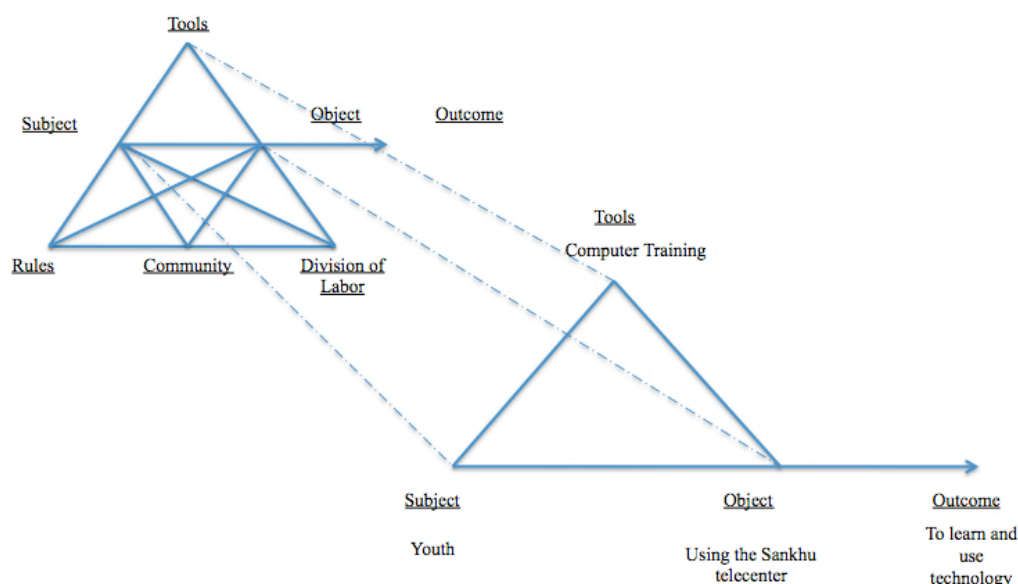 Tools
Subject
Object
Outcome
Rules
Community
Division of
Labor
Tools
Computer Training
Subject
Object
Outcome
Youth
Using the Sankhu
telecenter
To learn and
use
technology